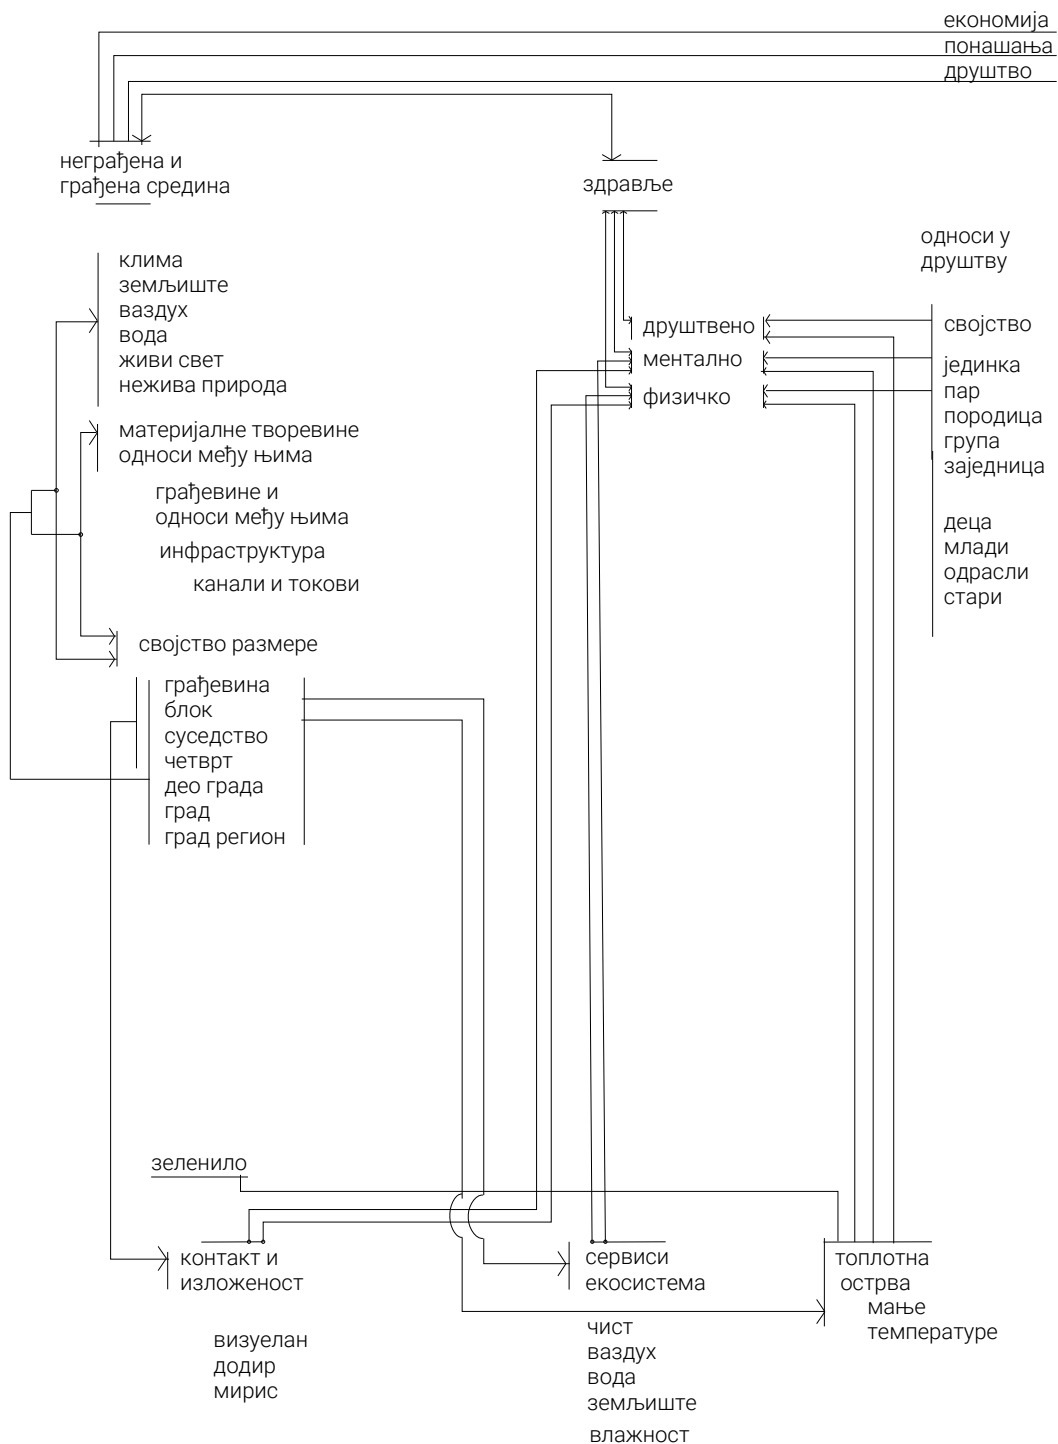 економија
понашања
друштво
неграђена и
грађена средина
здравље
односи у
друштву
клима
земљиште
ваздух
вода
живи свет
нежива природа
друштвено
ментално
физичко
својство
јединка
пар
породица
група
заједница
материјалне творевине
односи међу њима
грађевине и
односи међу њима
инфраструктура
канали и токови
деца
млади
одрасли
стари
својство размере
грађевина
блок
суседство
четврт
део града
град
град регион
зеленило
контакт и
изложеност
визуелан
додир
мирис
сервиси
екосистема
чист
ваздух
вода
земљиште
влажност
топлотна
острва
мање
температуре